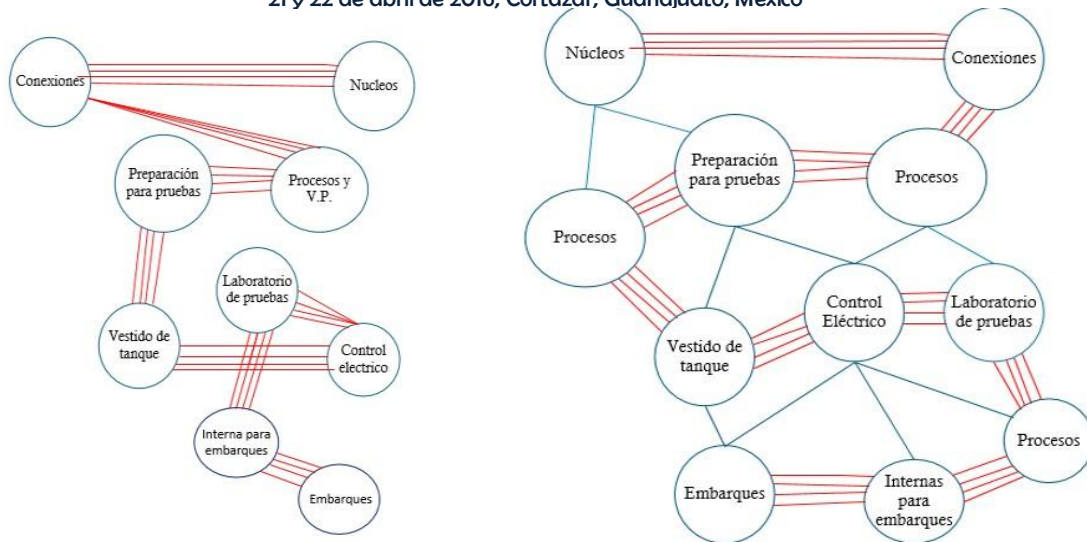 21 y 22 de abril de 2016, Cortazar, Guanajuato, México
Conexiones
Nucleos
Preparación
para pruebas
Procesos y
V.P.
Laboratorio
de pruebas
Vestido de
tanque
Control
electrico
Interna para
embarques
Embarques
Núcleos
Conexiones
Preparación
para pruebas
Procesos
Procesos
Control
Eléctrico
Laboratorio
de pruebas
Vestido de
tanque
Procesos
Embarques
Internas
para
embarques